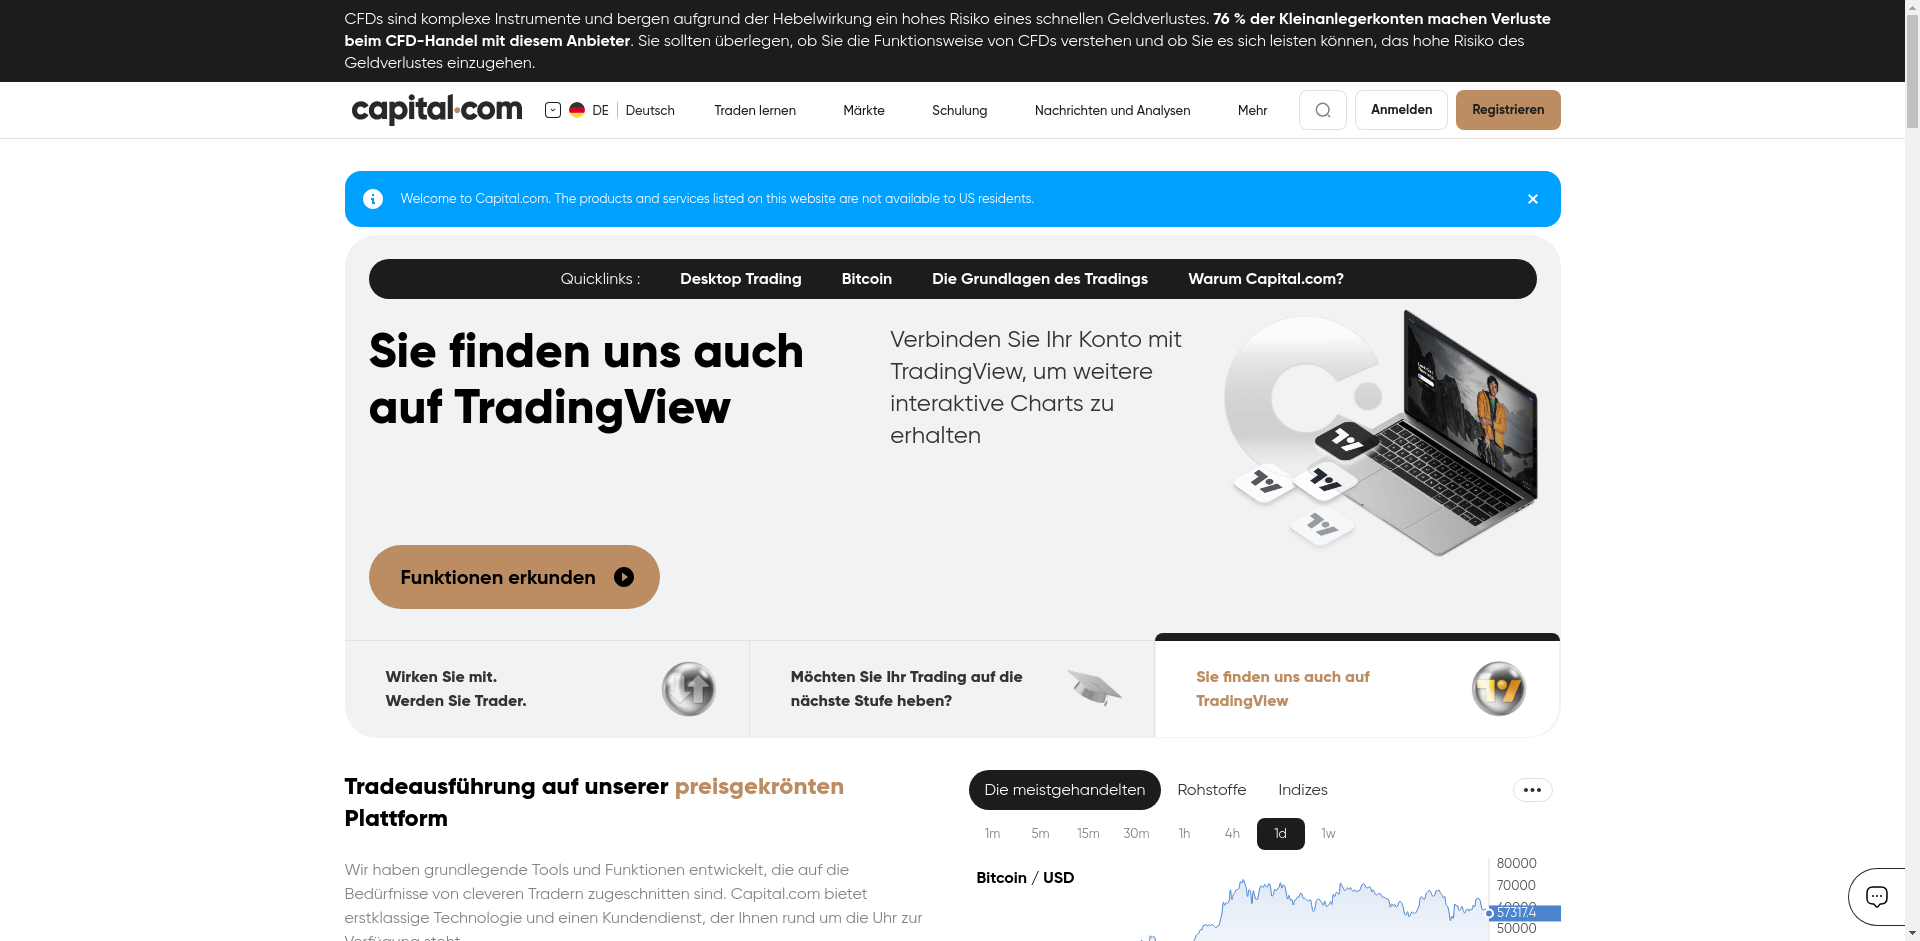 CFDs sind komplexe Instrumente und bergen aufgrund der Hebelwirkung ein hohes Risiko eines schnellen Geldverlustes. 76 % der Kleinanlegerkonten machen Verluste
beim CFD-Handel mit diesem Anbieter. Sie sollten überlegen, ob Sie die Funktionsweise von CFDs verstehen und ob Sie es sich leisten können, das hohe Risiko des
Geldverlustes einzugehen.
capital.com DE Deutsch Traden lernen Märkte Schulung Nachrichten und Analysen Mehr Anmelden Registrieren
Welcome to Capital.com. The products and services listed on this website are not available to US residents.
Quicklinks : Desktop Trading Bitcoin Die Grundlagen des Tradings Warum Capital.com?
Sie finden uns auch
auf TradingView
Verbinden Sie Ihr Konto mit
TradingView, um weitere
interaktive Charts zu
erhalten
Funktionen erkunden
Wirken Sie mit.
Werden Sie Trader.
Möchten Sie Ihr Trading auf die
nächste Stufe heben?
Sie finden uns auch auf
TradingView
Tradeausführung auf unserer preisgekrönten
Plattform
Wir haben grundlegende Tools und Funktionen entwickelt, die auf die
Bedürfnisse von cleveren Tradern zugeschnitten sind. Capital.com bietet
erstklassige Technologie und einen Kundendienst, der Ihnen rund um die Uhr zur
Verfügung steht.
Die meistgehandelten Rohstoffe Indizes
1m 5m 15m 30m 1h 4h 1d 1w
Bitcoin / USD
80000
70000
60000
57317.4
50000